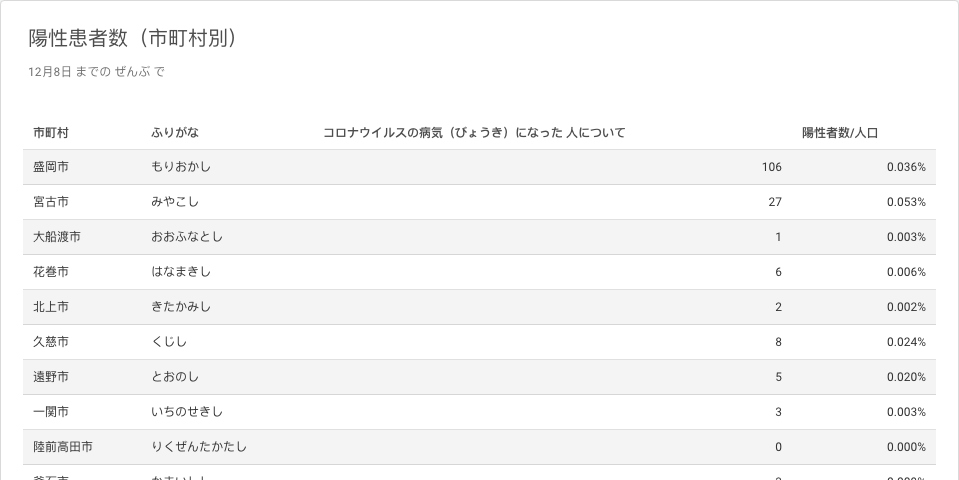 陽性患者数（市町村別）
12月8日 までの ぜんぶ で
市町村 ふりがな コロナウイルスの病気（びょうき）になった 人について 陽性者数/人口
盛岡市 もりおかし 106 0.036%
宮古市 みやこし 27 0.053%
大船渡市 おおふなとし 1 0.003%
花巻市 はなまきし 6 0.006%
北上市 きたかみし 2 0.002%
久慈市 くじし 8 0.024%
遠野市 とおのし 5 0.020%
一関市 いちのせきし 3 0.003%
陸前高田市 りくぜんたかたし 0 0.000%